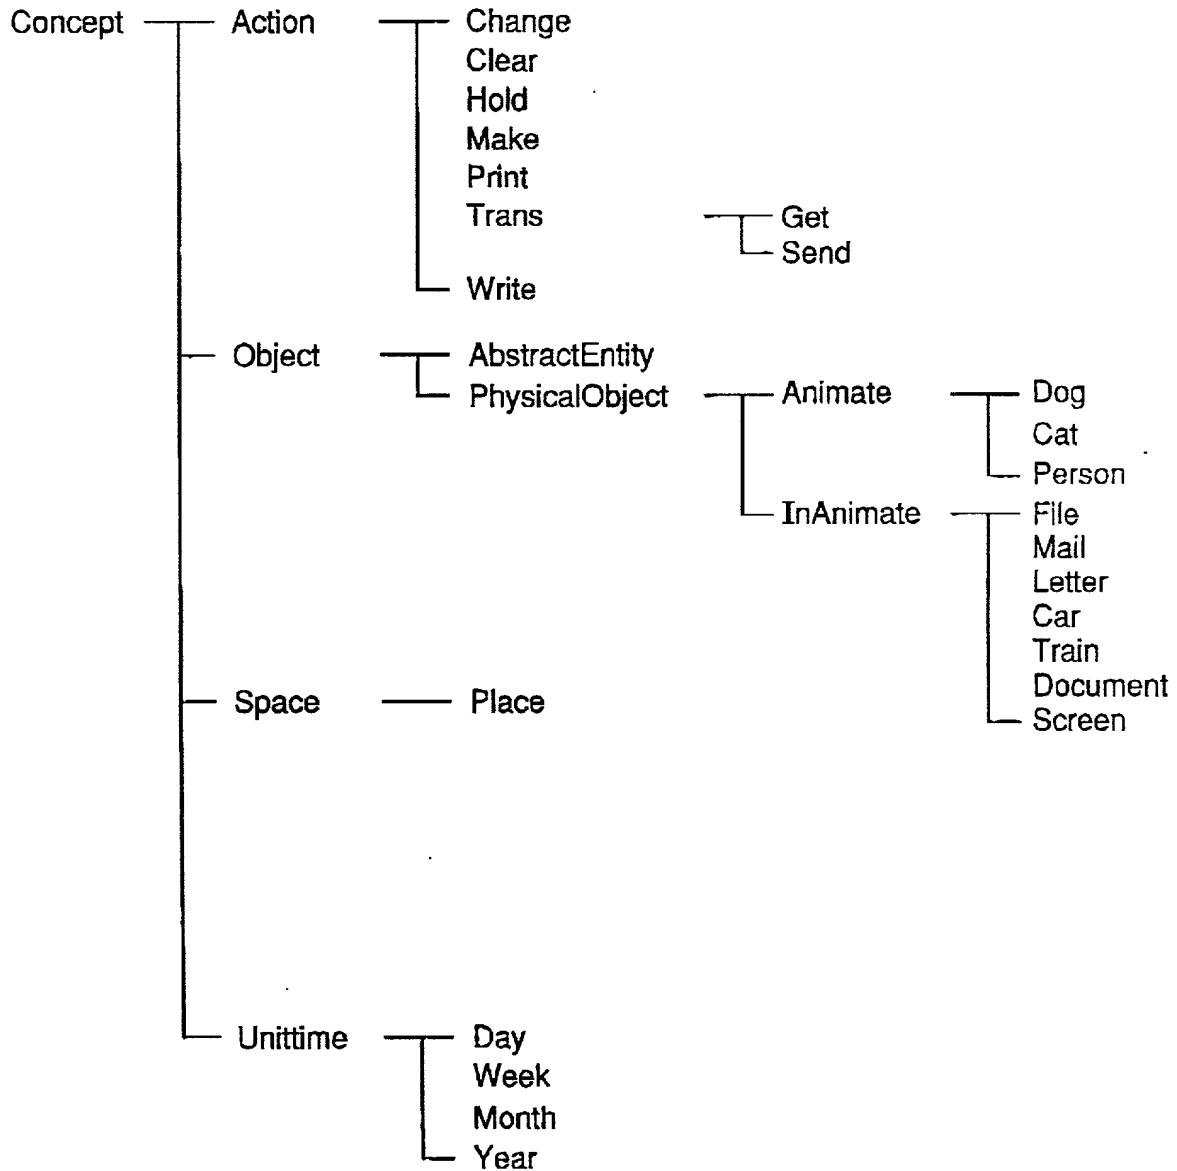 Concept Action Change
Clear
Hold
Make
Print
Trans Get
Send
Write
Object AbstractEntity
PhysicalObject Animate Dog
Cat
Person
InAnimate File
Mail
Letter
Car
Train
Document
Space Place Screen
Unittime Day
Week
Month
Year